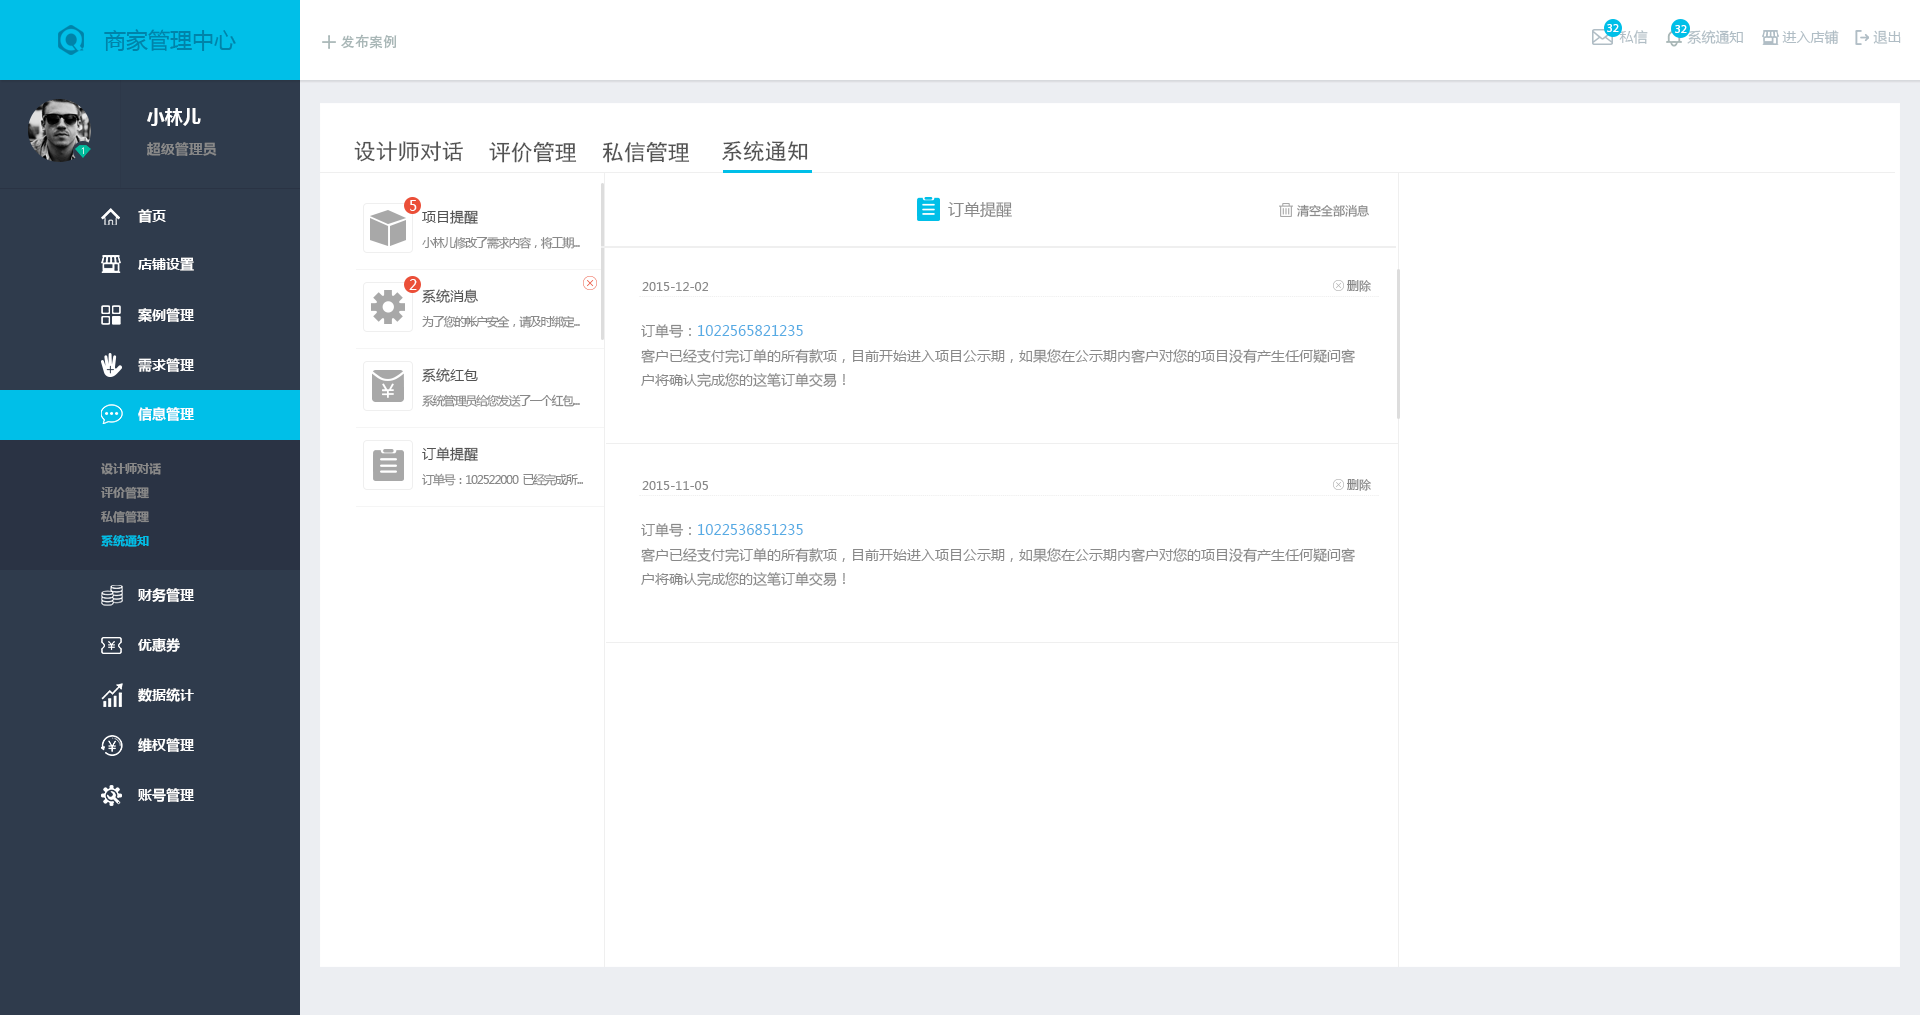 商家管理中心
发布案例
32
私信
32
系统通知
进入店铺
退出
小林儿
超级管理员
1
首页
店铺设置
案例管理
需求管理
信息管理
设计师对话
评价管理
私信管理
系统通知
财务管理
优惠券
数据统计
维权管理
账号管理
设计师对话 评价管理 私信管理 系统通知
5
项目提醒
小林儿修改了需求内容，将工期...
2
系统消息
为了您的帐户安全，请及时绑定...
系统红包
系统管理员给您发送了一个红包...
订单提醒
订单号：102522000 已经完成所...
订单提醒
清空全部消息
2015-12-02
删除
订单号：1022565821235
客户已经支付完订单的所有款项，目前开始进入项目公示期，如果您在公示期内客户对您的项目没有产生任何疑问客
户将确认完成您的这笔订单交易！
2015-11-05
删除
订单号：1022536851235
客户已经支付完订单的所有款项，目前开始进入项目公示期，如果您在公示期内客户对您的项目没有产生任何疑问客
户将确认完成您的这笔订单交易！